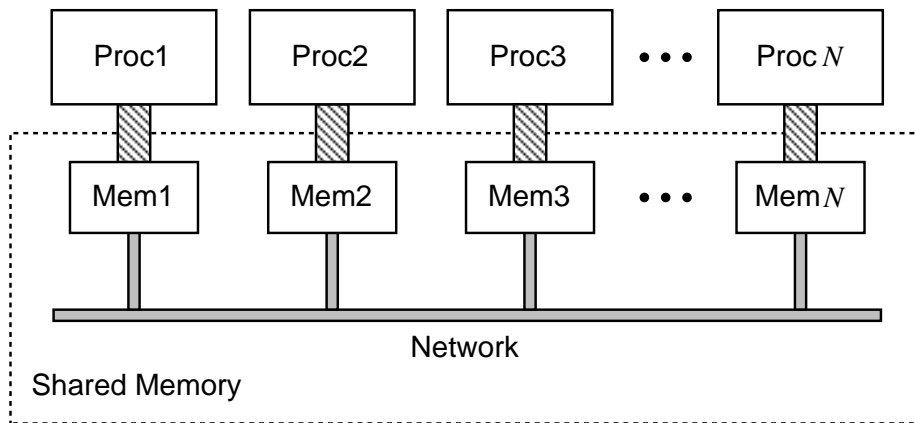 Proc1 Proc2 Proc3 • • • Proc N
Mem1 Mem2 Mem3 • • • Mem N
Network
Shared Memory